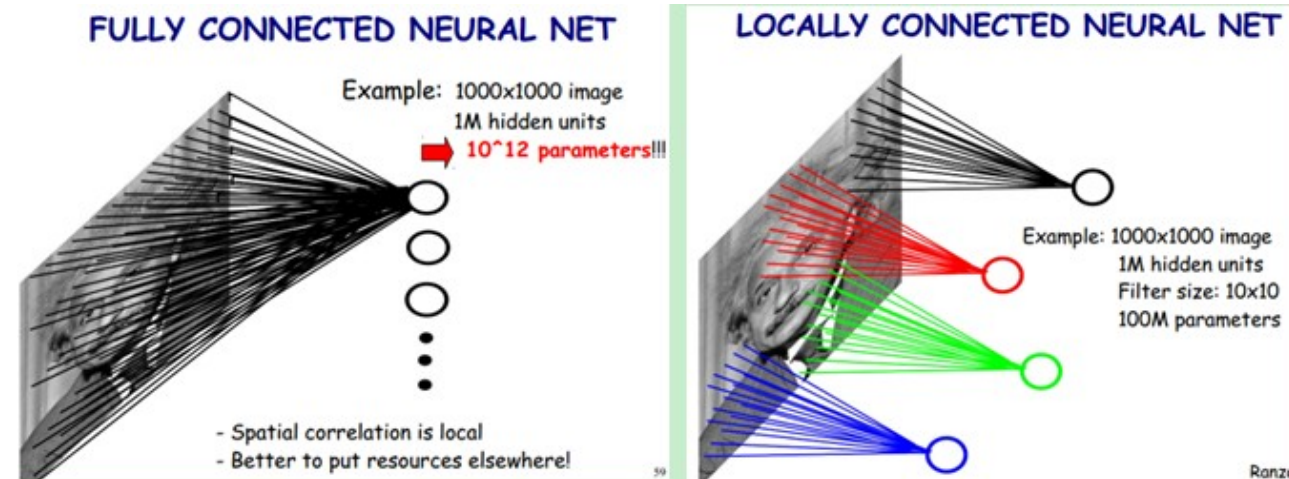 FULLY CONNECTED NEURAL NET
Example: 1000x1000 image
1M hidden units
10^12 parameters!!!
- Spatial correlation is local
- Better to put resources elsewhere!
59
LOCALLY CONNECTED NEURAL NET
Example: 1000x1000 image
1M hidden units
Filter size: 10x10
100M parameters